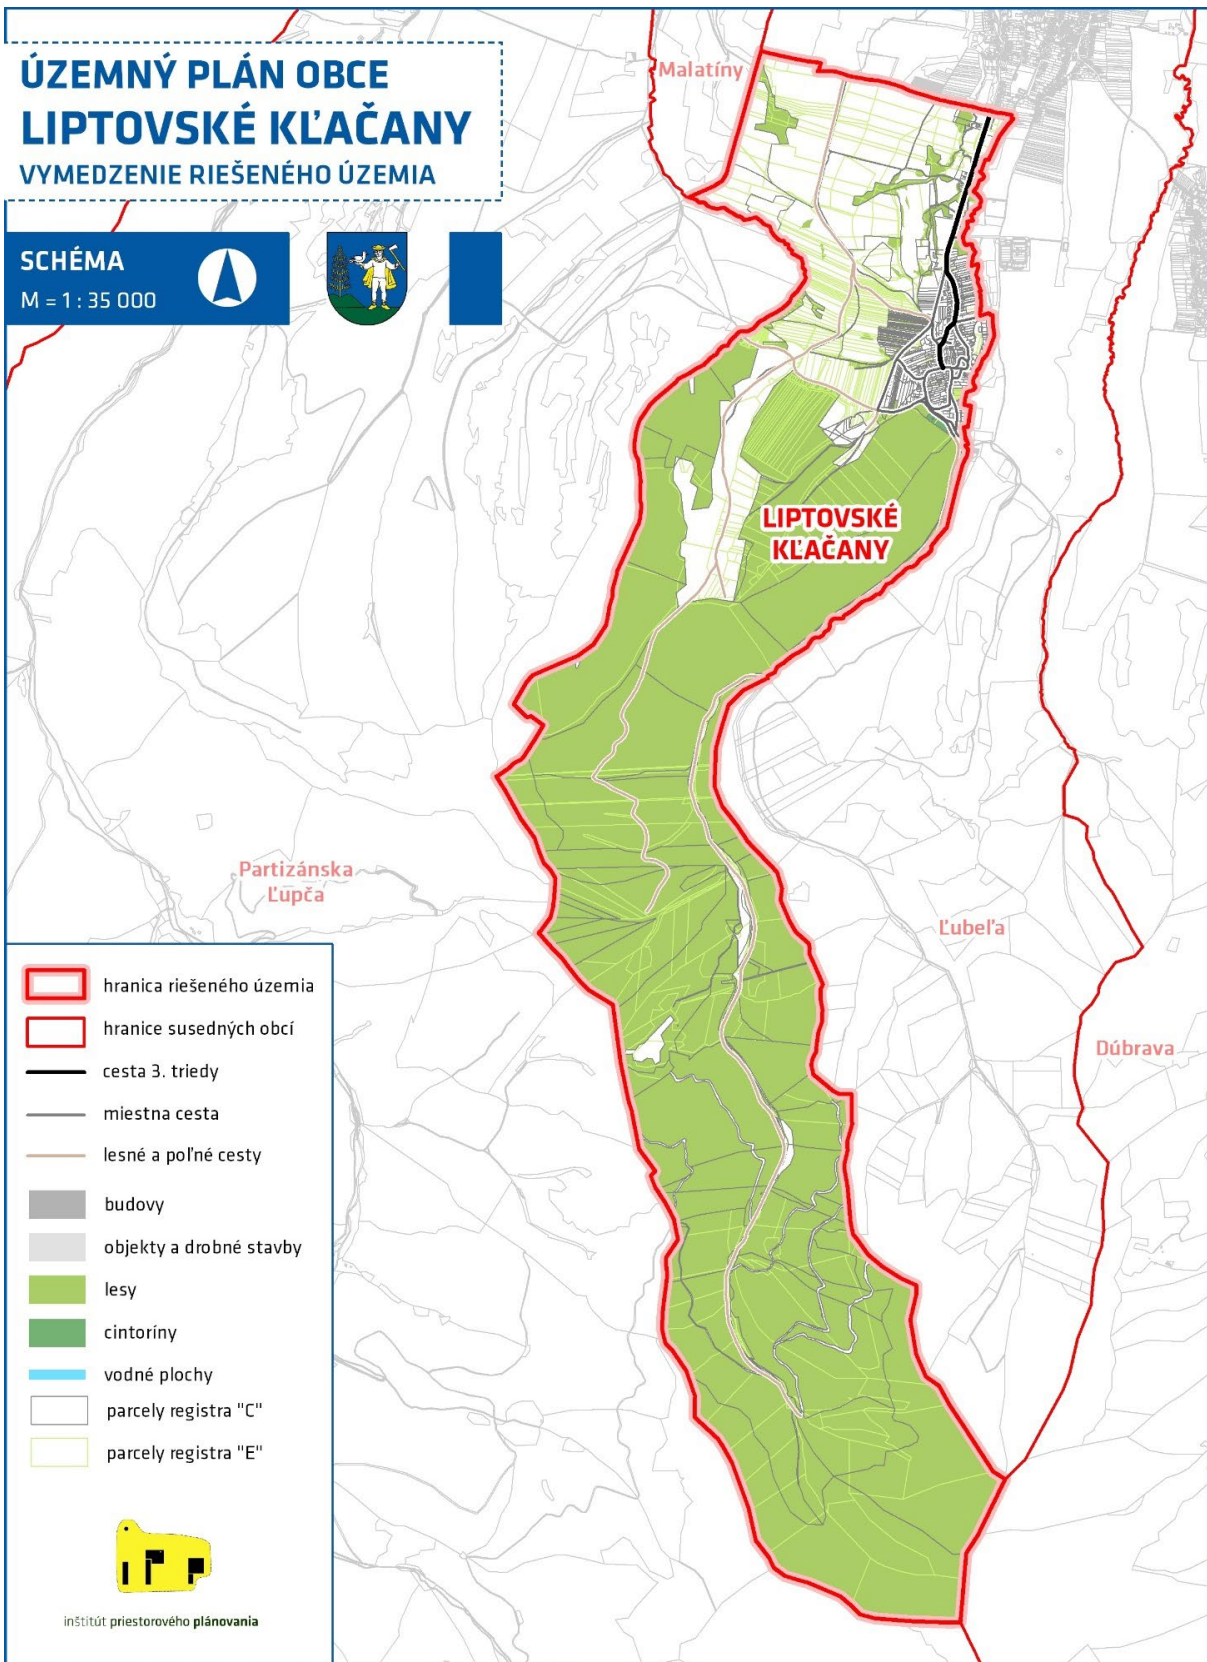 ÚZEMNÝ PLÁN OBCE
LIPTOVSKÉ KĽAČANY
VYMEDZENIE RIEŠENÉHO ÚZEMIA
SCHÉMA
M = 1 : 35 000
Malatíny
LIPTOVSKÉ
KĽAČANY
Partizánska
Ľupča
Ľubeľa
Dúbrava
hranica riešeného územia
hranice susedných obcí
cesta 3. triedy
miestna cesta
lesné a poľné cesty
budovy
objekty a drobné stavby
lesy
cintoríny
vodné plochy
parcely registra "C"
parcely registra "E"
inštitút priestorového plánovania